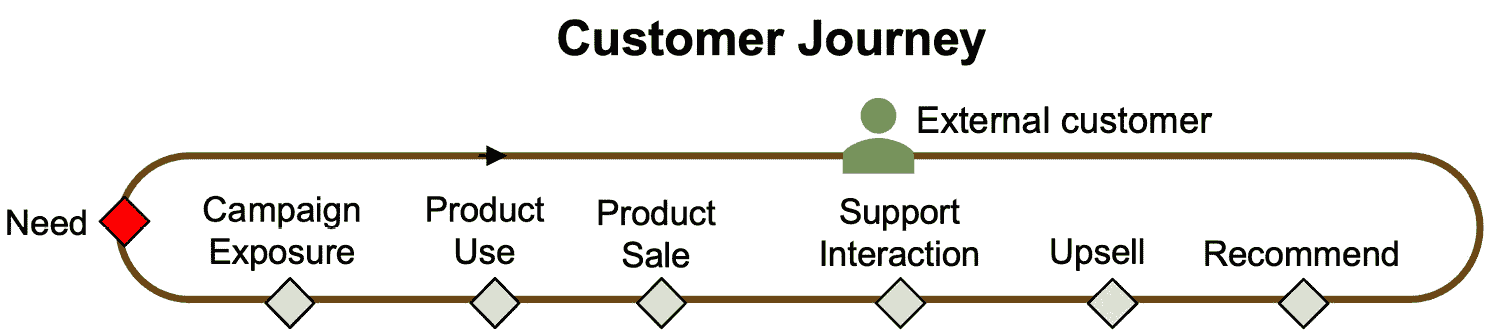 Customer Journey
External customer
Need
Campaign
Exposure
Product
Use
Product
Sale
Support
Interaction
Upsell
Recommend